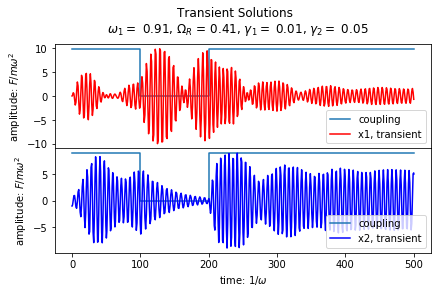 Transient Solutions
ω₁ = 0.91, Ω_R = 0.41, γ₁ = 0.01, γ₂ = 0.05
amplitude: F/mω²
10
5
0
−5
−10
coupling
x1, transient
amplitude: F/mω²
5
0
−5
coupling
x2, transient
0 100 200 300 400 500
time: 1/ω